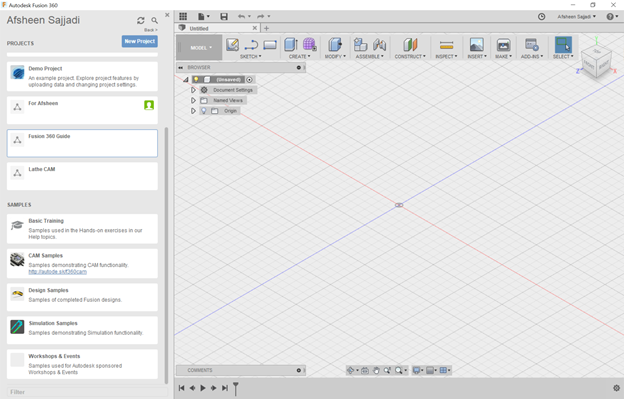 Autodesk Fusion 360
Afsheen Sajjadi
Back
PROJECTS
New Project
Demo Project
An example project. Explore project features by
uploading data and changing project settings.
For Afsheen
Fusion 360 Guide
Lathe CAM
SAMPLES
Basic Training
Samples used in the Hands-on exercises in our
Help topics.
CAM Samples
Samples demonstrating CAM functionality.
http://autode.sk/f360cam
Design Samples
Samples of completed Fusion designs.
Simulation Samples
Samples demonstrating Simulation functionality.
Workshops & Events
Samples used for Autodesk sponsored
Workshops & Events
Filter
Afsheen Sajjadi
Untitled
MODEL
SKETCH
CREATE
MODIFY
ASSEMBLE
CONSTRUCT
INSPECT
INSERT
MAKE
ADD-INS
SELECT
BROWSER
(Unsaved)
Document Settings
Named Views
Origin
Z
X
COMMENTS